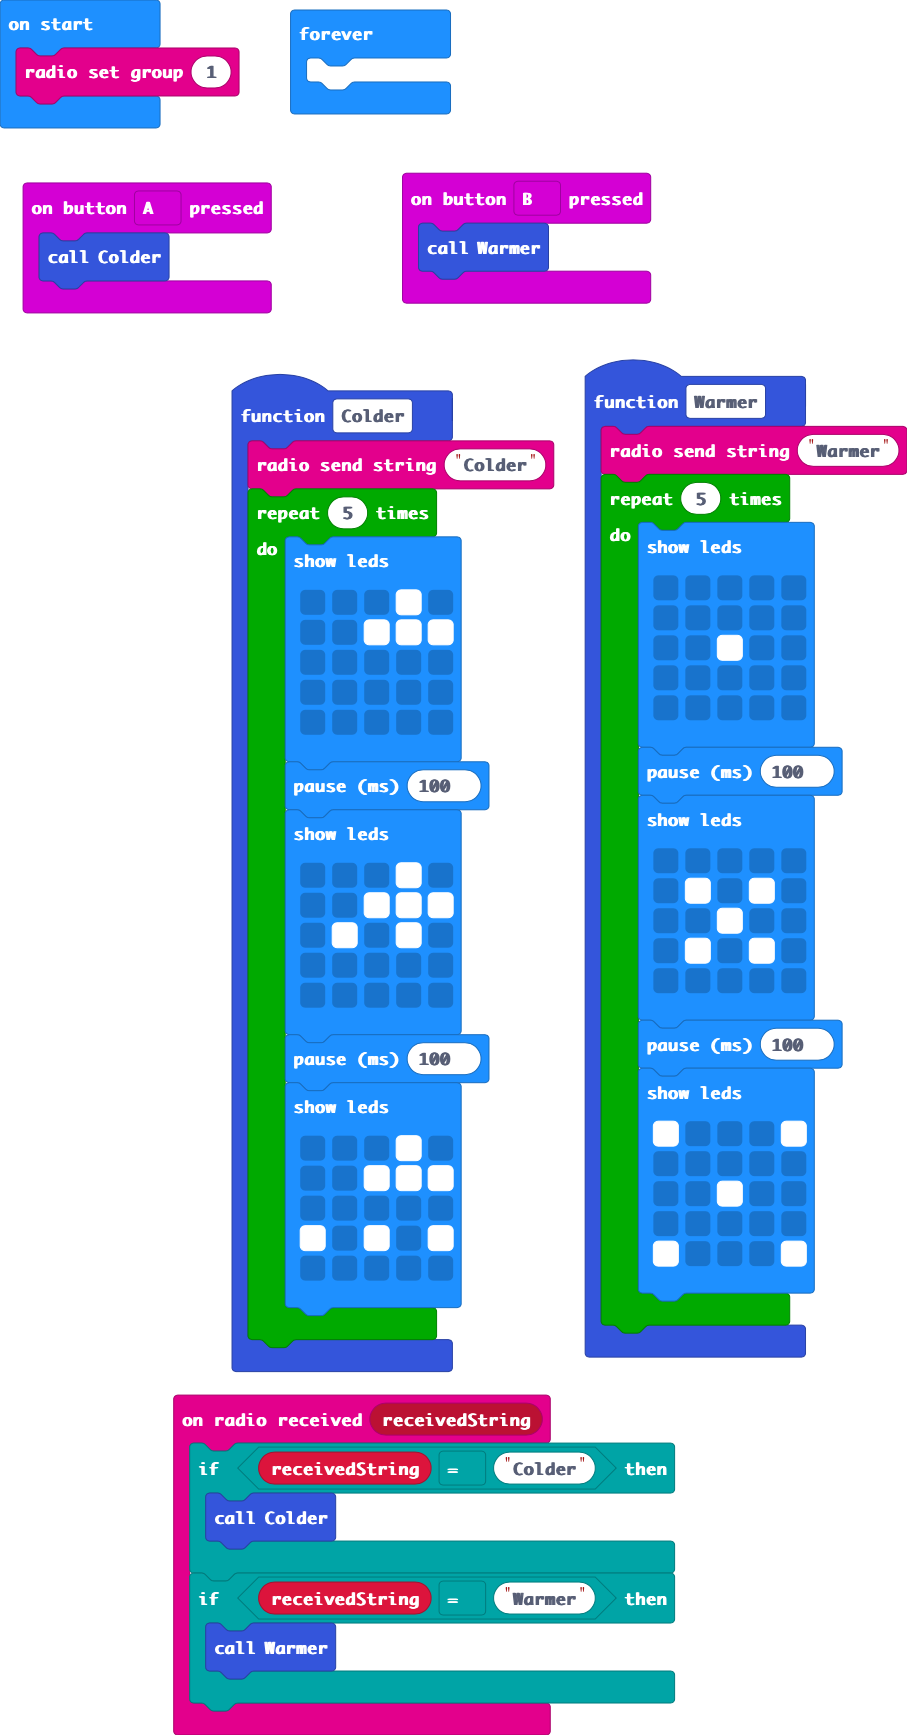 on start
radio set group 1
forever
on button A pressed
call Colder
on button B pressed
call Warmer
function Colder
radio send string "Colder"
repeat 5 times
do
show leds
pause (ms) 100
show leds
pause (ms) 100
show leds
function Warmer
radio send string "Warmer"
repeat 5 times
do
show leds
pause (ms) 100
show leds
pause (ms) 100
show leds
on radio received receivedString
if receivedString = "Colder" then
call Colder
if receivedString = "Warmer" then
call Warmer